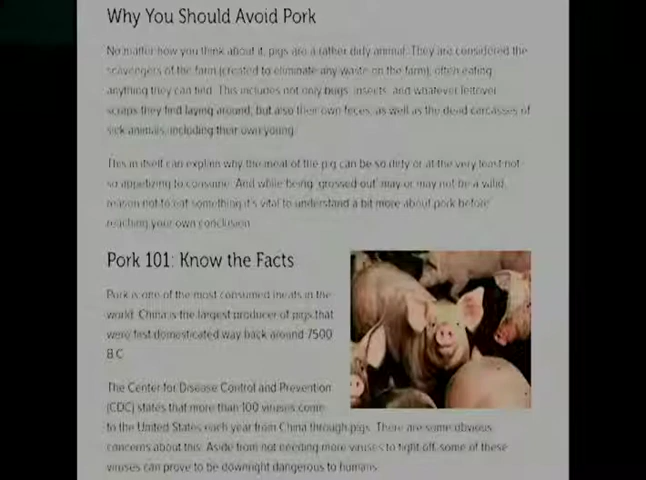 Why You Should Avoid Pork
No matter how you think about it, pigs are a rather dirty animal. They are considered the
scavengers of the farm (created to eliminate any waste on the farm), often eating
anything they can find. This includes not only bugs, insects, and whatever leftover
scraps they find laying around, but also their own feces, as well as the dead carcasses of
sick animals, including their own young.
This in itself can explain why the meat of the pig can be so dirty or at the very least not
so appetizing to consume. And while being 'grossed out' may or may not be a valid
reason not to eat something it's vital to understand a bit more about pork before
reaching your own conclusion.
Pork 101: Know the Facts
Pork is one of the most consumed meats in the
world. China is the largest producer of pigs that
were first domesticated way back around 7500
B.C.
The Center for Disease Control and Prevention
(CDC) states that more than 100 viruses come
to the United States each year from China through pigs. There are some obvious
concerns about this. Aside from not needing more viruses to fight off, some of these
viruses can prove to be downright dangerous to humans.